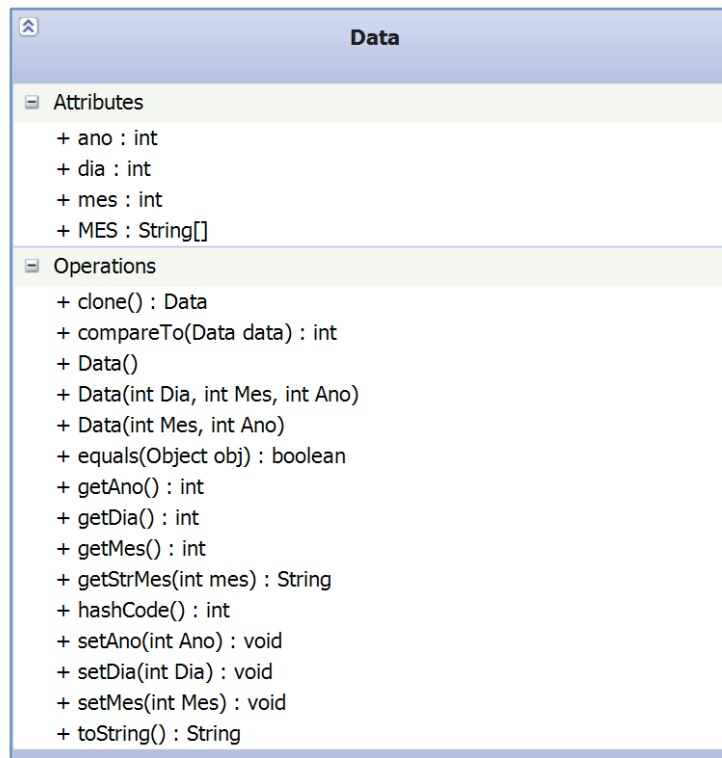 Data
Attributes
+ ano : int
+ dia : int
+ mes : int
+ MES : String[]
Operations
+ clone() : Data
+ compareTo(Data data) : int
+ Data()
+ Data(int Dia, int Mes, int Ano)
+ Data(int Mes, int Ano)
+ equals(Object obj) : boolean
+ getAno() : int
+ getDia() : int
+ getMes() : int
+ getStrMes(int mes) : String
+ hashCode() : int
+ setAno(int Ano) : void
+ setDia(int Dia) : void
+ setMes(int Mes) : void
+ toString() : String